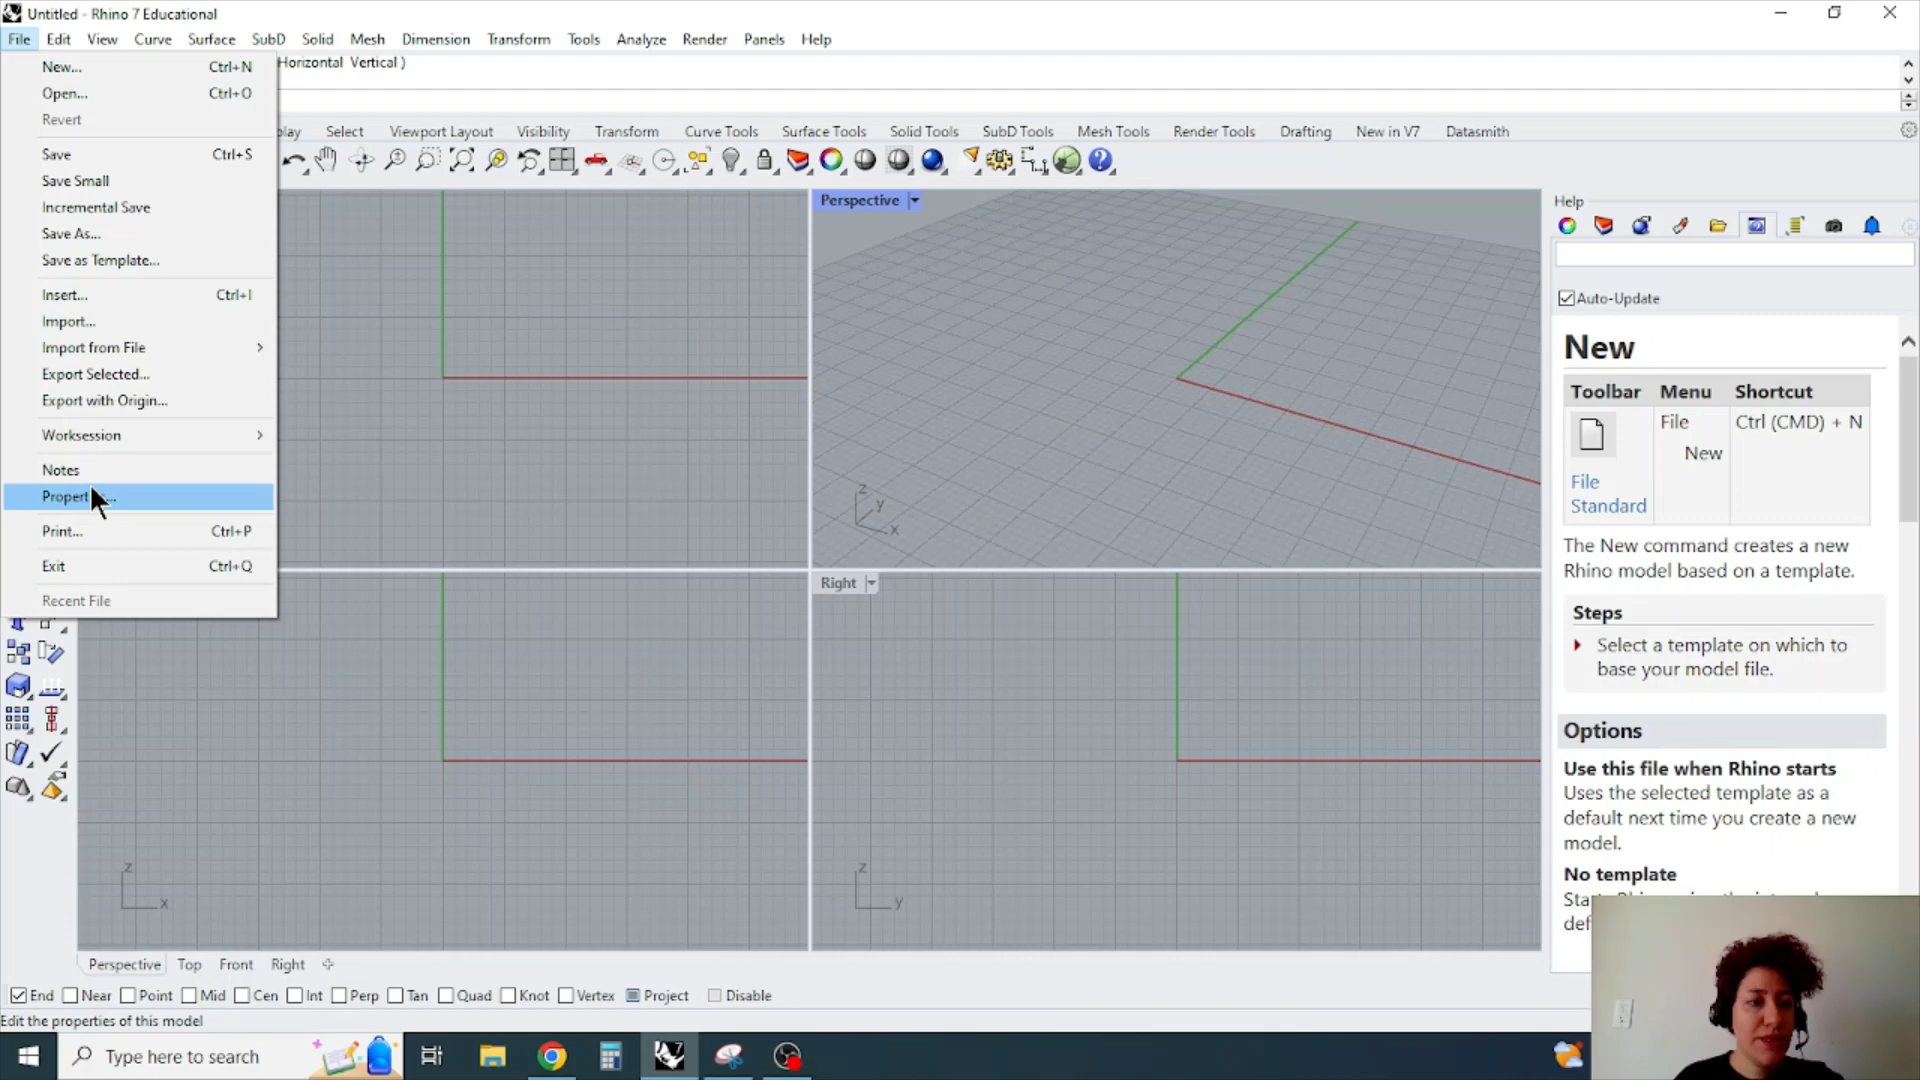 Untitled - Rhino 7 Educational
File Edit View Curve Surface SubD Solid Mesh Dimension Transform Tools Analyze Render Panels Help
Horizontal Vertical )
New... Ctrl+N
Open... Ctrl+O
Revert
Save Ctrl+S
Save Small
Incremental Save
Save As...
Save as Template...
Insert... Ctrl+I
Import...
Import from File
Export Selected...
Export with Origin...
Worksession
Notes
Print... Ctrl+P
Exit Ctrl+Q
Recent File
Select Viewport Layout Visibility Transform Curve Tools Surface Tools Solid Tools SubD Tools Mesh Tools Render Tools Drafting New in V7 Datasmith
Perspective
z
y
x
Right
z
x
z
y
Help
Auto-Update
New
Toolbar Menu Shortcut
File Ctrl (CMD) + N
New
File
Standard
The New command creates a new
Rhino model based on a template.
Steps
Select a template on which to
base your model file.
Options
Use this file when Rhino starts
Uses the selected template as a
default next time you create a new
model.
No template
Perspective Top Front Right
End Near Point Mid Cen Int Perp Tan Quad Knot Vertex Project Disable
Edit the properties of this model
Type here to search